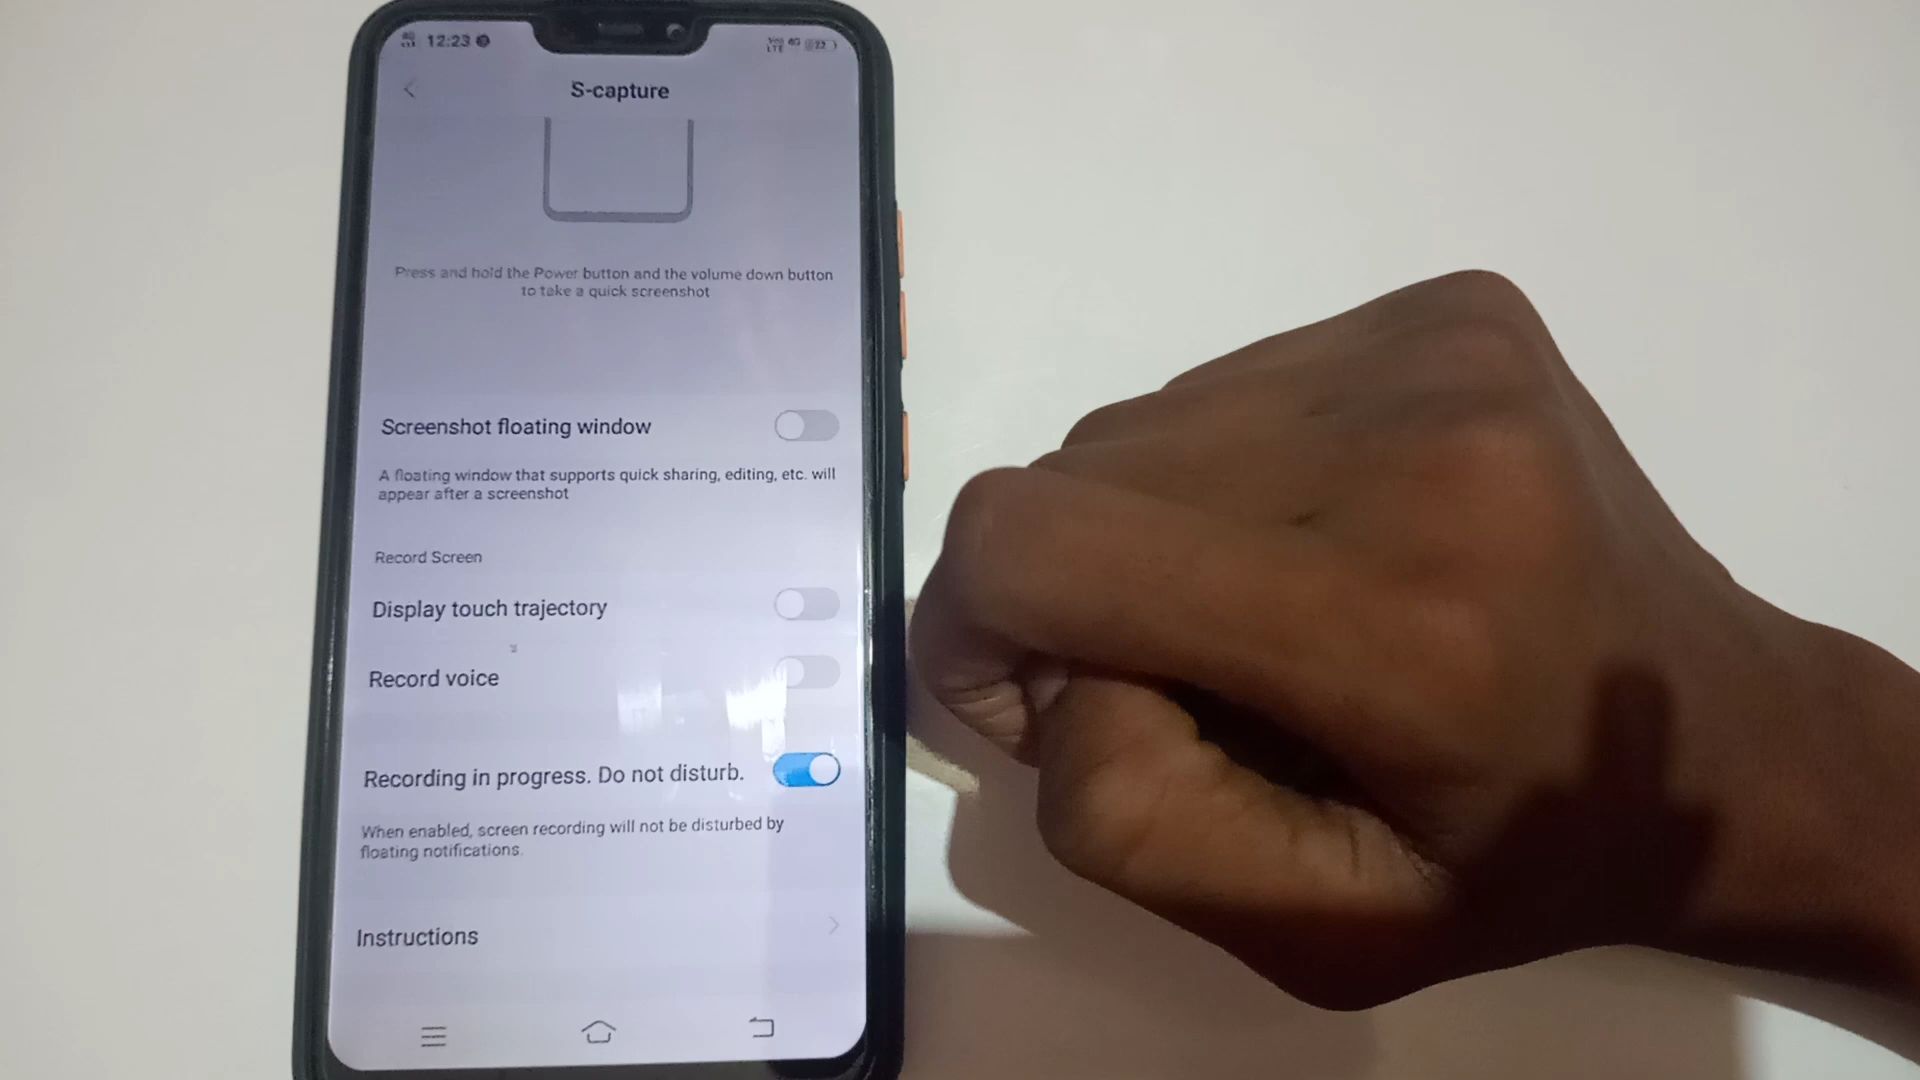 12:23
4G
22
S-capture
Press and hold the Power button and the volume down button
to take a quick screenshot
Screenshot floating window
A floating window that supports quick sharing, editing, etc. will
appear after a screenshot
Record Screen
Display touch trajectory
Record voice
Recording in progress. Do not disturb.
When enabled, screen recording will not be disturbed by
floating notifications.
Instructions